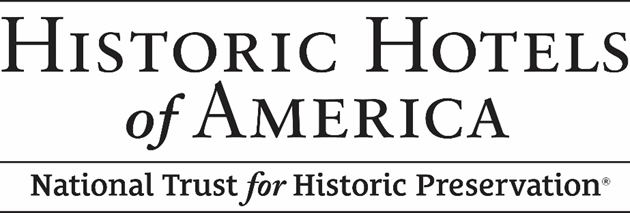 Historic Hotels
of America
National Trust for Historic Preservation®